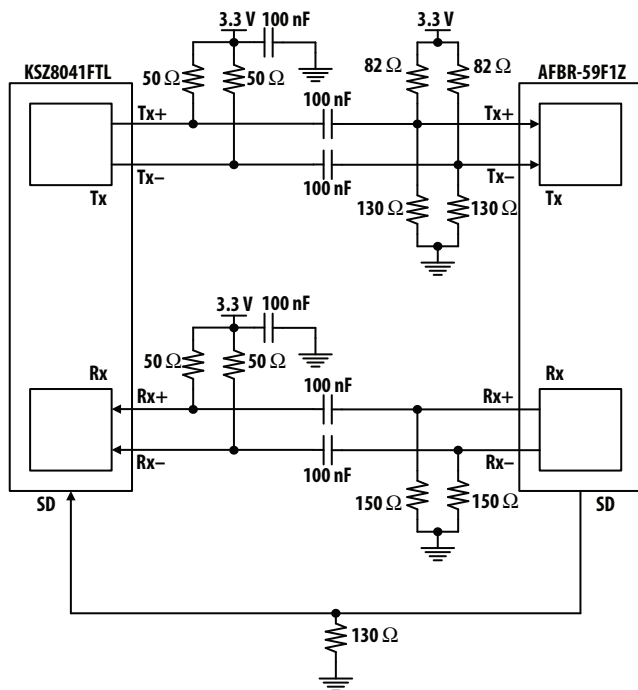 3.3 V 100 nF
50 Ω 50 Ω
3.3 V
82 Ω 82 Ω
KSZ8041FTL
AFBR-59F1Z
100 nF
Tx+ Tx+
Tx– Tx–
100 nF
Tx Tx
130 Ω 130 Ω
3.3 V 100 nF
50 Ω 50 Ω
Rx Rx
100 nF
Rx+ Rx+
Rx– Rx–
100 nF
150 Ω 150 Ω
SD SD
130 Ω